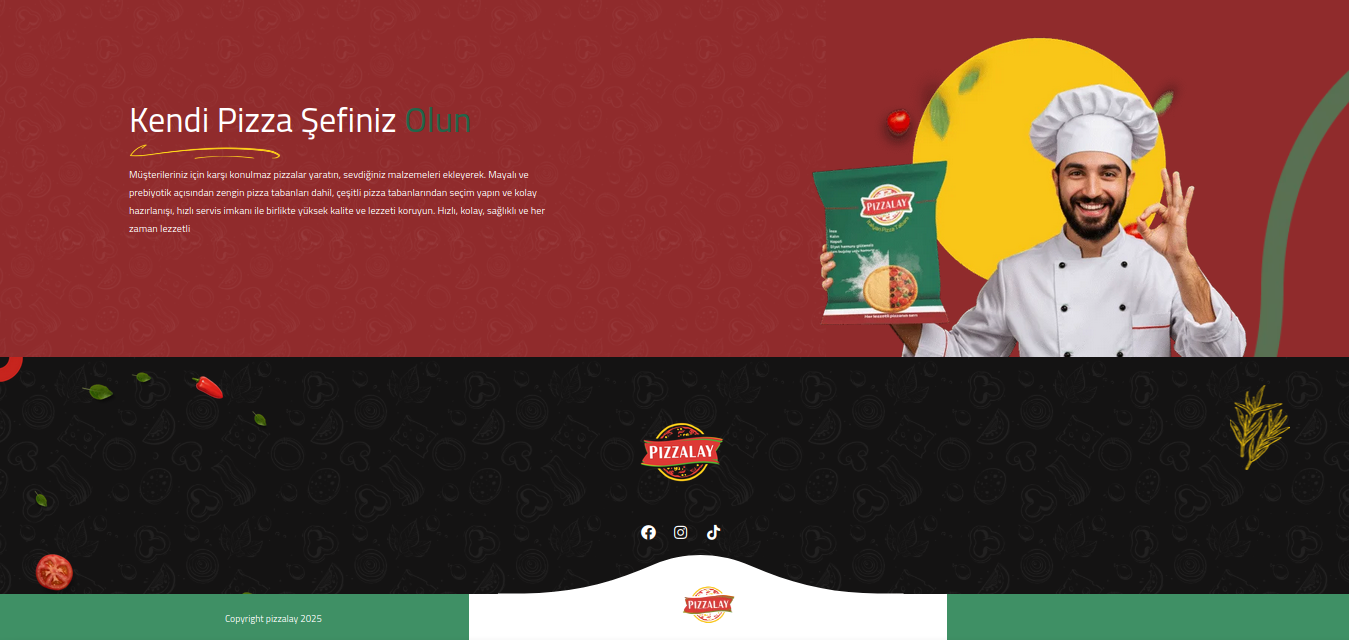 Kendi Pizza Şefiniz Olun
Müşterileriniz için karşı konulmaz pizzalar yaratın, sevdiğiniz malzemeleri ekleyerek. Mayalı ve
prebiyotik açısından zengin pizza tabanları dahil, çeşitli pizza tabanlarından seçim yapın ve kolay
hazırlanışı, hızlı servis imkanı ile birlikte yüksek kalite ve lezzeti koruyun. Hızlı, kolay, sağlıklı ve her
zaman lezzetli
PIZZALAY
PIZZALAY
PIZZALAY
Copyright pizzalay 2025